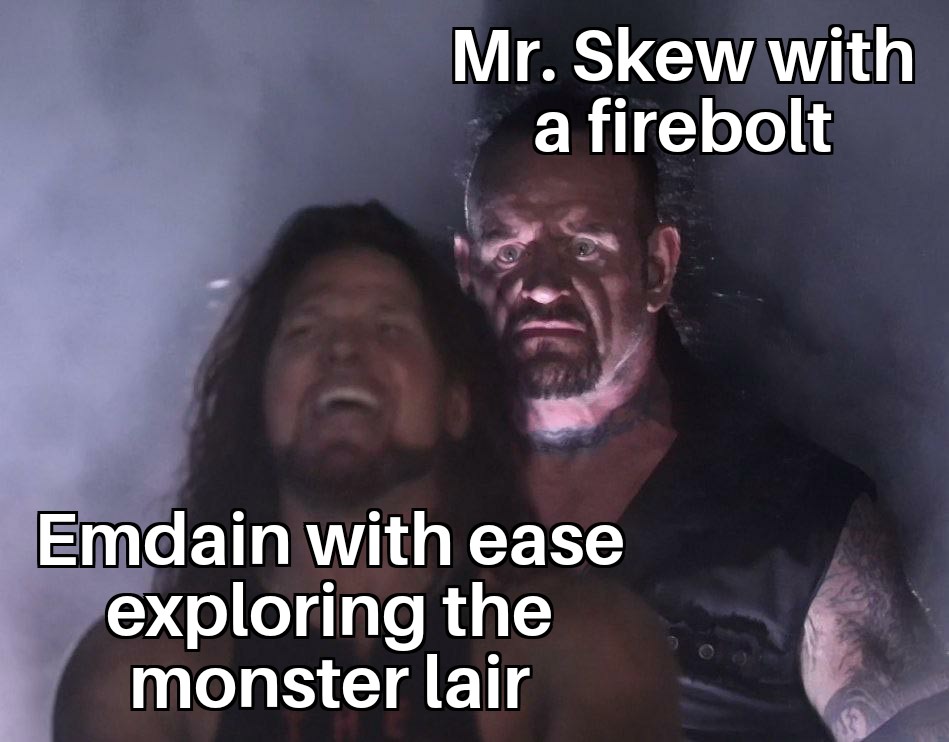 Mr. Skew with
a firebolt
Emdain with ease
exploring the
monster lair